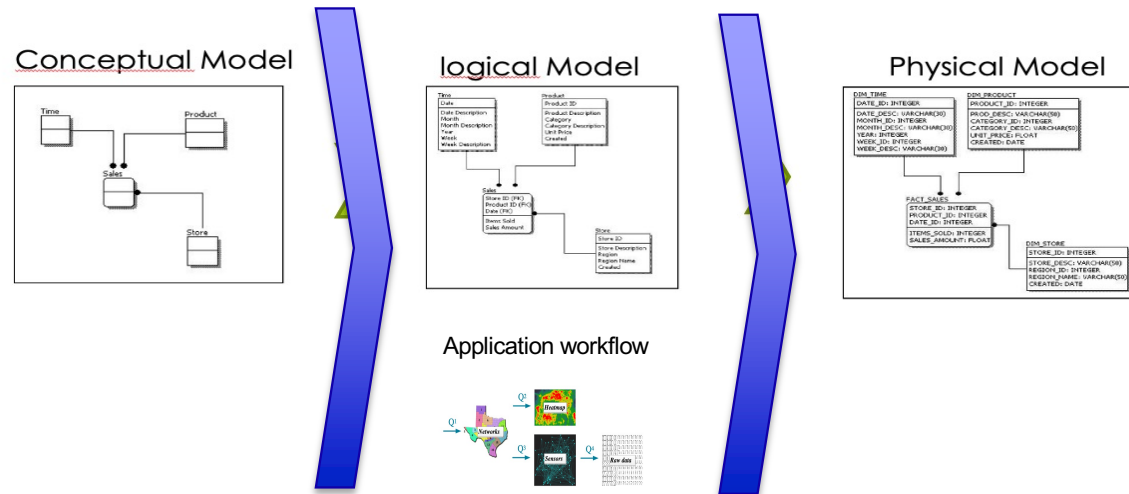 Conceptual Model
Time
Product
Sales
Store
logical Model
Time
Date
Date Description
Month
Month Description
Year
Week
Week Description
Product
Product ID
Product Description
Category
Category Description
Unit Price
Created
Sales
Store ID (FK)
Product ID (FK)
Date (FK)
Items Sold
Sales Amount
Store
Store ID
Store Description
Region
Region Name
Created
Physical Model
DIM_TIME
DATE_ID: INTEGER
DATE_DESC: VARCHAR(30)
MONTH_ID: INTEGER
MONTH_DESC: VARCHAR(30)
YEAR: INTEGER
WEEK_ID: INTEGER
WEEK_DESC: VARCHAR(30)
DIM_PRODUCT
PRODUCT_ID: INTEGER
PROD_DESC: VARCHAR(50)
CATEGORY_ID: INTEGER
CATEGORY_DESC: VARCHAR(50)
UNIT_PRICE: FLOAT
CREATED: DATE
FACT_SALES
STORE_ID: INTEGER
PRODUCT_ID: INTEGER
DATE_ID: INTEGER
ITEMS_SOLD: INTEGER
SALES_AMOUNT: FLOAT
DIM_STORE
STORE_ID: INTEGER
STORE_DESC: VARCHAR(50)
REGION_ID: INTEGER
REGION_NAME: VARCHAR(50)
CREATED: DATE
Application workflow
Q1
Networks
Q2
Heatmap
Q3
Sensors
Q4
Raw data